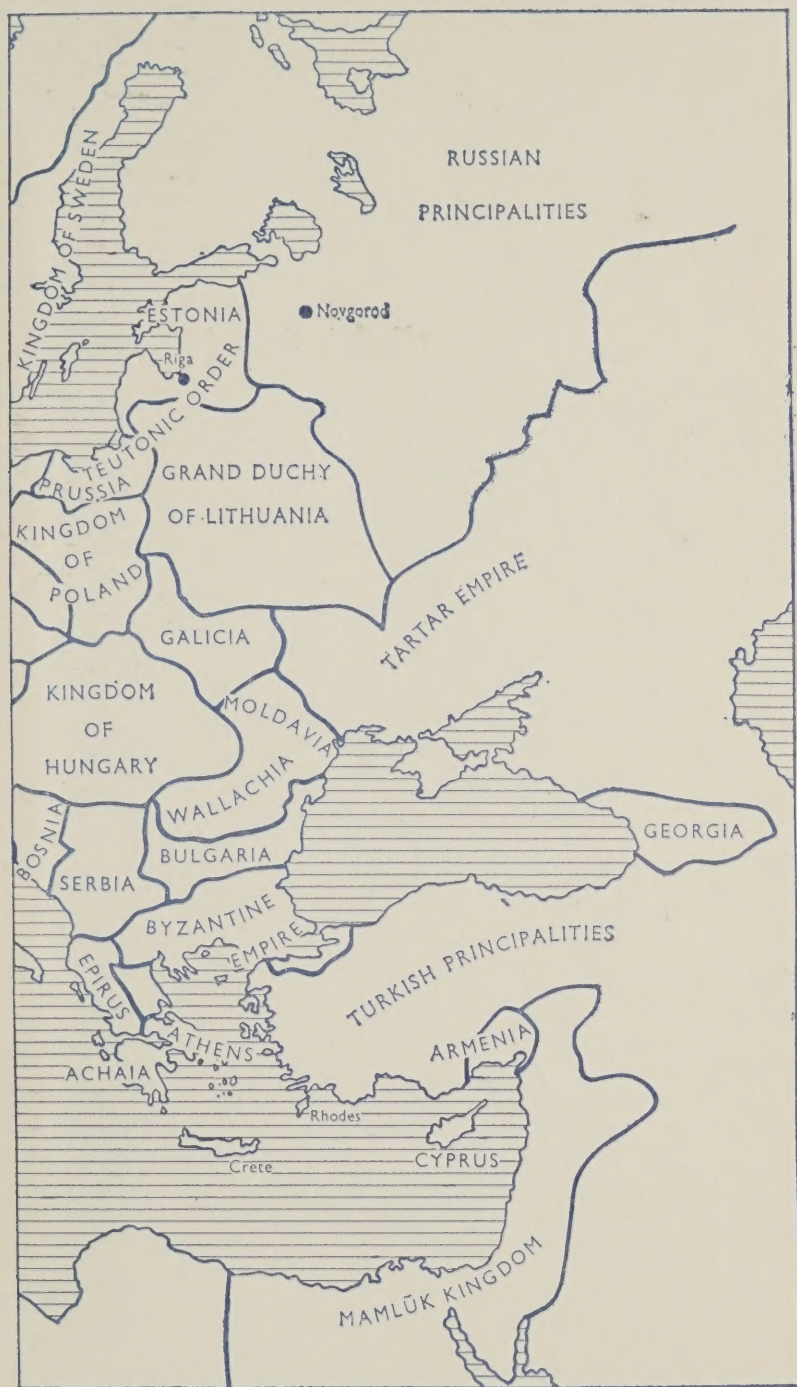 RUSSIAN
PRINCIPALITIES
KINGDOM OF SWEDEN
ESTONIA
Novgorod
Riga
TEUTONIC ORDER
PRUSSIA
GRAND DUCHY
OF LITHUANIA
KINGDOM
OF
POLAND
TARTAR EMPIRE
GALICIA
KINGDOM
OF
HUNGARY
MOLDAVIA
WALLACHIA
BOSNIA
SERBIA
BULGARIA
GEORGIA
BYZANTINE
EMPIRE
TURKISH PRINCIPALITIES
EPIRUS
ATHENS
ARMENIA
ACHAIA
Rhodes
Crete
CYPRUS
MAMLŪK KINGDOM